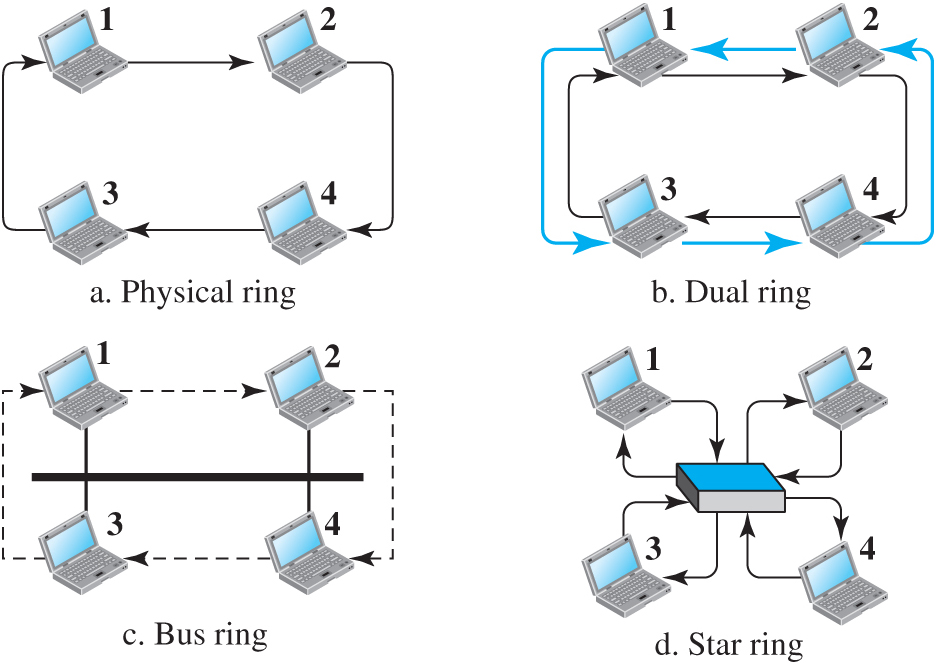 1 2
3 4
a. Physical ring
1 2
3 4
b. Dual ring
1 2
3 4
c. Bus ring
1 2
3 4
d. Star ring